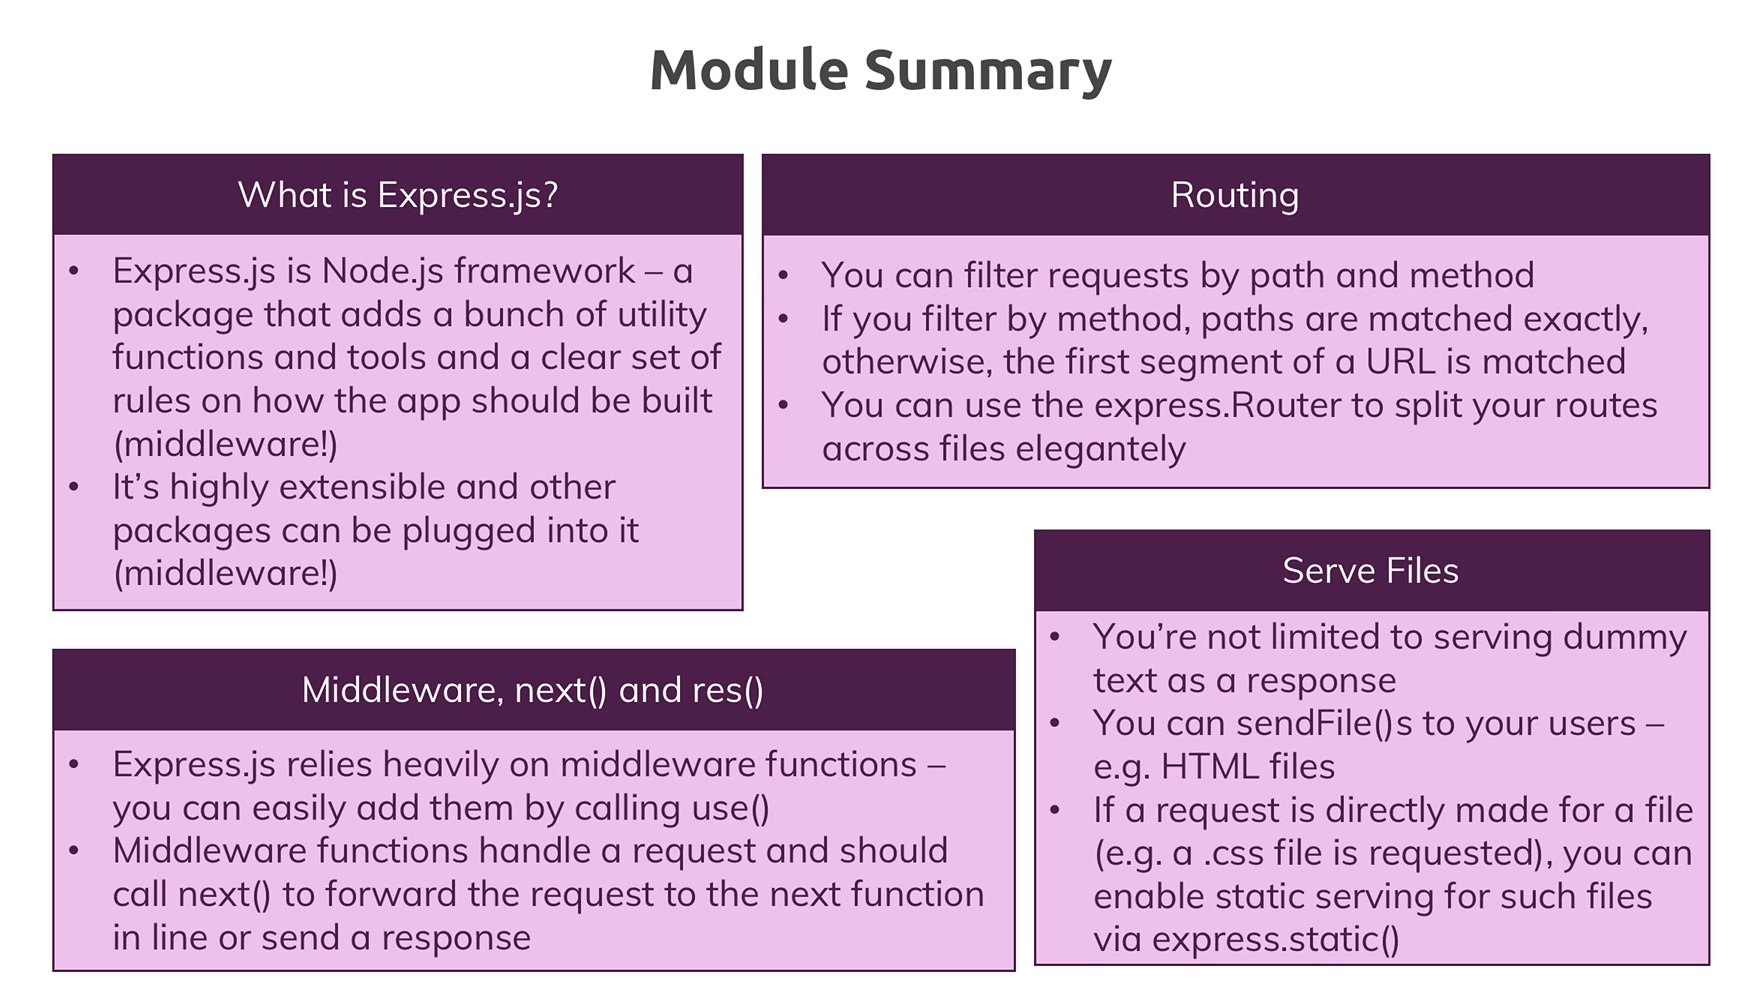 Module Summary
What is Express.js?
• Express.js is Node.js framework – a
package that adds a bunch of utility
functions and tools and a clear set of
rules on how the app should be built
(middleware!)
• It’s highly extensible and other
packages can be plugged into it
(middleware!)
Routing
• You can filter requests by path and method
• If you filter by method, paths are matched exactly,
otherwise, the first segment of a URL is matched
• You can use the express.Router to split your routes
across files elegantely
Middleware, next() and res()
• Express.js relies heavily on middleware functions –
you can easily add them by calling use()
• Middleware functions handle a request and should
call next() to forward the request to the next function
in line or send a response
Serve Files
• You’re not limited to serving dummy
text as a response
• You can sendFile()s to your users –
e.g. HTML files
• If a request is directly made for a file
(e.g. a .css file is requested), you can
enable static serving for such files
via express.static()